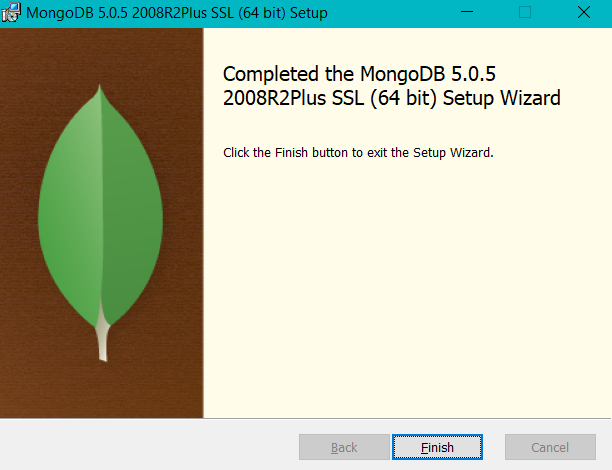 MongoDB 5.0.5 2008R2Plus SSL (64 bit) Setup
Completed the MongoDB 5.0.5
2008R2Plus SSL (64 bit) Setup Wizard
Click the Finish button to exit the Setup Wizard.
Back Finish Cancel